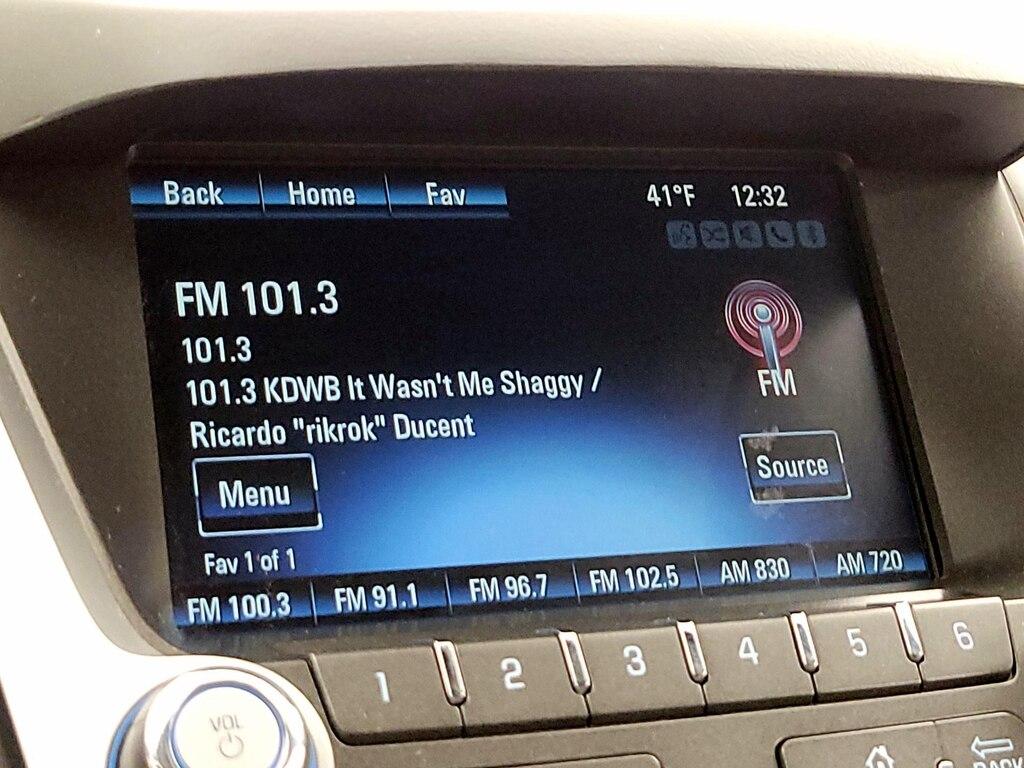 Back Home Fav 41°F 12:32
FM 101.3
101.3
101.3 KDWB It Wasn't Me Shaggy /
Ricardo "rikrok" Ducent
FM
Menu
Source
Fav 1 of 1
FM 100.3 FM 91.1 FM 96.7 FM 102.5 AM 830 AM 720
1 2 3 4 5 6
VOL
BACK